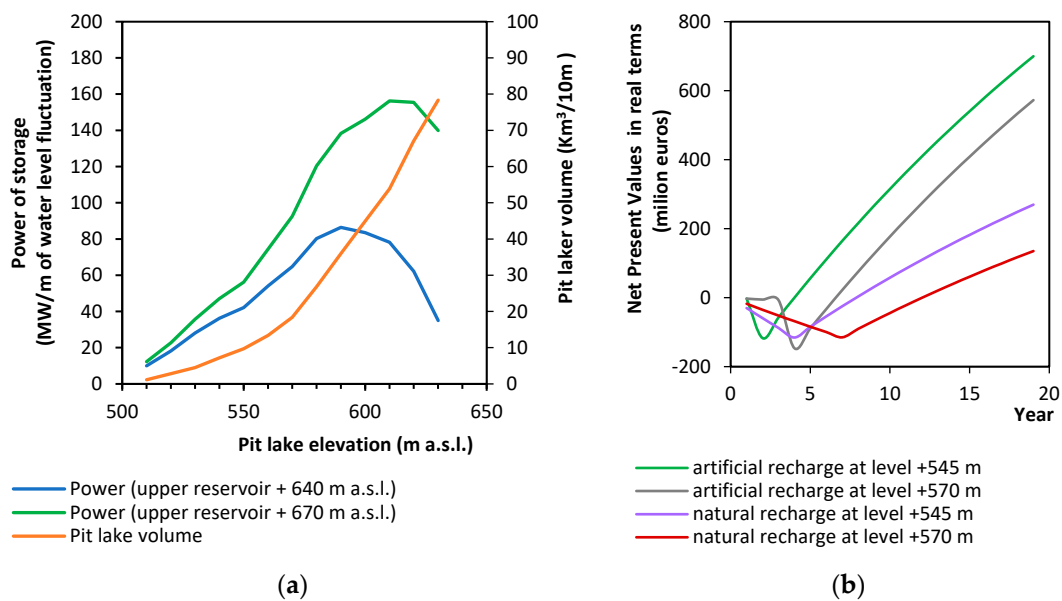 200
180
160
140
120
100
80
60
40
20
0
Power of storage
(MW/m of water level fluctuation)
100
90
80
70
60
50
40
30
20
10
0
Pit laker volume (Km³/10m)
500
550
600
650
Pit lake elevation (m a.s.l.)
Power (upper reservoir + 640 m a.s.l.)
Power (upper reservoir + 670 m a.s.l.)
Pit lake volume
(a)
Net Present Values in real terms
(milion euros)
800
600
400
200
0
-200
0
5
10
15
20
Year
artificial recharge at level +545 m
artificial recharge at level +570 m
natural recharge at level +545 m
natural recharge at level +570 m
(b)